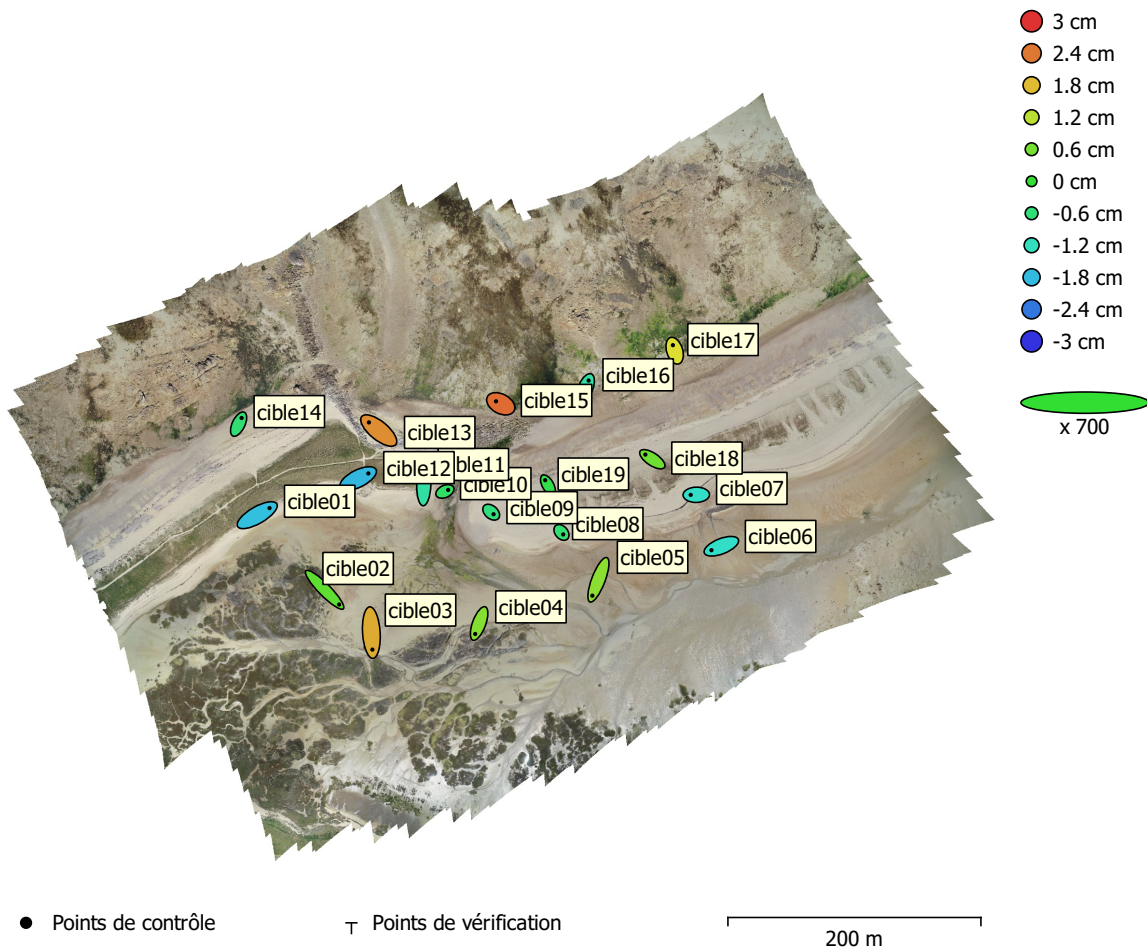 3 cm
2.4 cm
1.8 cm
1.2 cm
0.6 cm
0 cm
-0.6 cm
-1.2 cm
-1.8 cm
-2.4 cm
-3 cm
x 700
cible17
cible16
cible15
cible14
cible13
cible12
ble11
cible10
cible19
cible18
cible07
cible01
cible09
cible08
cible06
cible05
cible02
cible03
cible04
Points de contrôle
Points de vérification
200 m